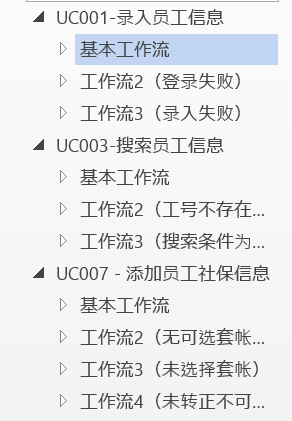 UC001-录入员工信息
基本工作流
工作流2（登录失败）
工作流3（录入失败）
UC003-搜索员工信息
基本工作流
工作流2（工号不存在...
工作流3（搜索条件为...
UC007 - 添加员工社保信息
基本工作流
工作流2（无可选套帐...
工作流3（未选择套帐）
工作流4（未转正不可...